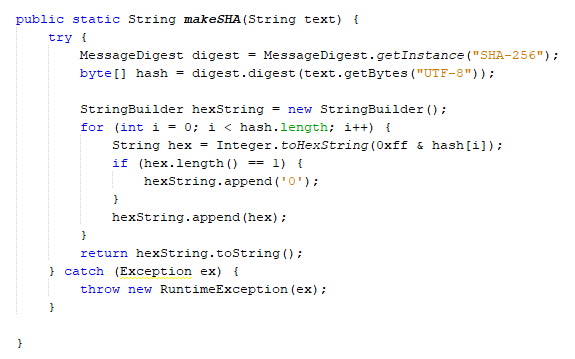 public static String makeSHA(String text) {
    try {
        MessageDigest digest = MessageDigest.getInstance("SHA-256");
        byte[] hash = digest.digest(text.getBytes("UTF-8"));

        StringBuilder hexString = new StringBuilder();
        for (int i = 0; i < hash.length; i++) {
            String hex = Integer.toHexString(0xff & hash[i]);
            if (hex.length() == 1) {
                hexString.append('0');
            }
            hexString.append(hex);
        }
        return hexString.toString();
    } catch (Exception ex) {
        throw new RuntimeException(ex);
    }

}